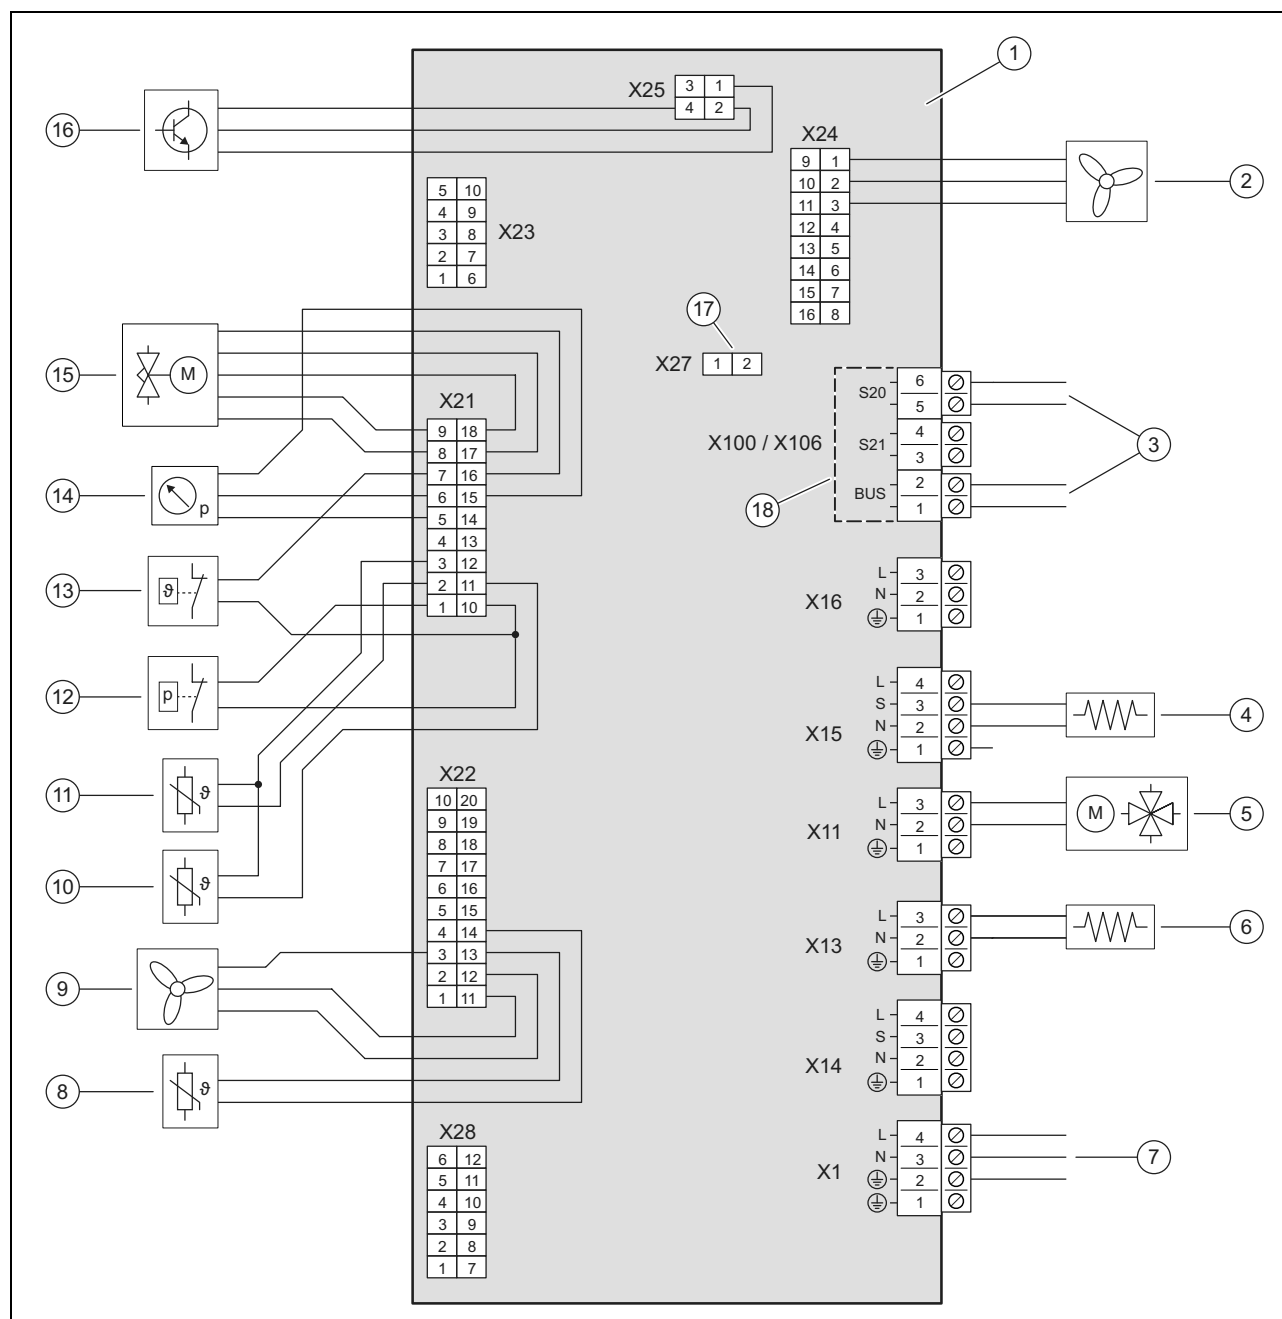 1
X25
3 1
4 2
16
X24
9 1
10 2
11 3
12 4
13 5
14 6
15 7
16 8
2
5 10
4 9
3 8
2 7
1 6
X23
17
X27
1 2
15
M
X21
9 18
8 17
7 16
6 15
5 14
4 13
3 12
2 11
1 10
X100 / X106
S20
6
5
S21
4
3
BUS
2
1
3
18
14
p
13
ϑ
X16
L 3
N 2
1
12
p
X15
L 4
S 3
N 2
1
4
11
ϑ
X22
10 20
9 19
8 18
7 17
6 16
5 15
4 14
3 13
2 12
1 11
X11
L 3
N 2
1
M
5
10
ϑ
X13
L 3
N 2
1
6
9
X14
L 4
S 3
N 2
1
8
ϑ
X28
6 12
5 11
4 10
3 9
2 8
1 7
X1
L 4
N 3
2
1
7